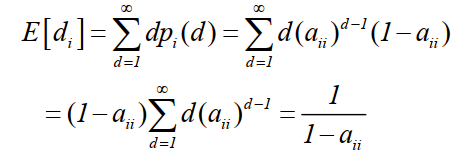 E[d_i] = \sum_{d=1}^{\infty} dp_i(d) = \sum_{d=1}^{\infty} d(a_{ii})^{d-1}(1-a_{ii})
= (1-a_{ii}) \sum_{d=1}^{\infty} d(a_{ii})^{d-1} = \frac{1}{1-a_{ii}}